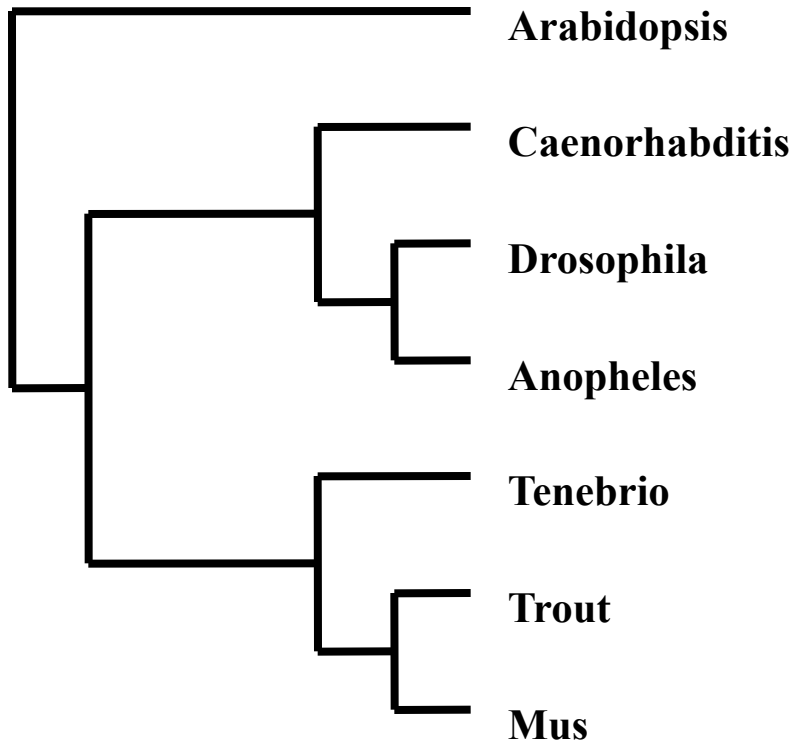 Arabidopsis
Caenorhabditis
Drosophila
Anopheles
Tenebrio
Trout
Mus